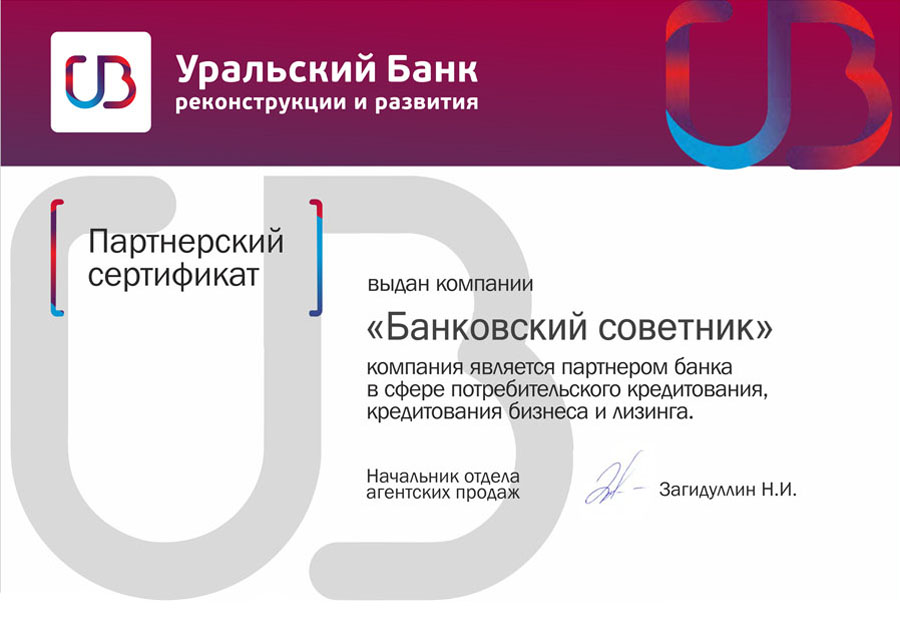 UB
Уральский Банк
реконструкции и развития
Партнерский
сертификат
выдан компании
«Банковский советник»
компания является партнером банка
в сфере потребительского кредитования,
кредитования бизнеса и лизинга.
Начальник отдела
агентских продаж
Загидуллин Н.И.